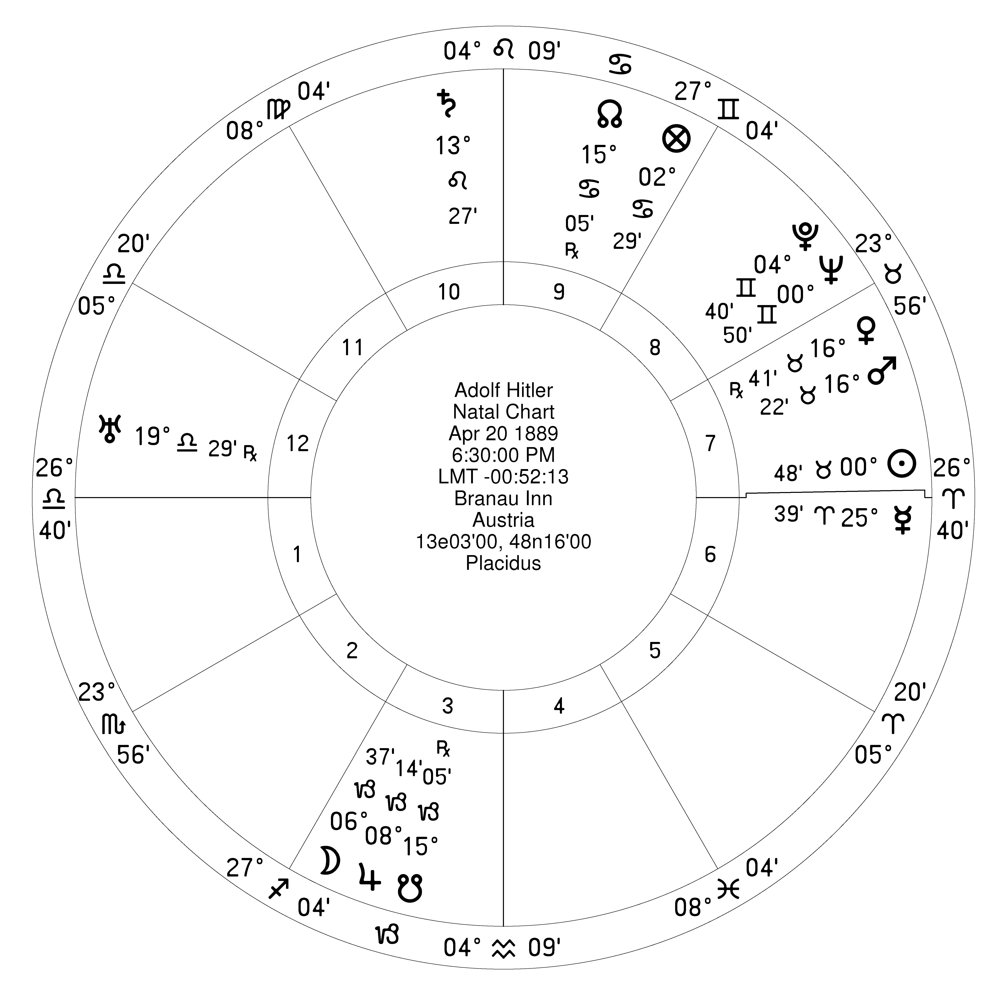 04° ♌ 09'
♋
27° ♊ 04'
23° ♉ 56'
26° ♈ 40'
20' ♈ 05°
04' ♓ 08°
04° ♒ 09'
♑
27° ♐ 04'
23° ♏ 56'
26° ♎ 40'
20' ♎ 05°
08° ♍ 04'
♄ 13° ♌ 27'
☊ 15° ♋ 05' ℞
⊗ 02° ♋ 29'
♇ 04° ♊ 40'
♆ 00° ♊ 50'
♀ 16° ♉ 41' ℞
♂ 16° ♉ 22'
☉ 00° ♉ 48'
☿ 25° ♈ 39'
♅ 19° ♎ 29' ℞
☽ 06° ♑ 37'
♃ 08° ♑ 14'
☋ 15° ♑ 05' ℞
10
9
11
8
12
7
1
6
2
5
3
4
Adolf Hitler
Natal Chart
Apr 20 1889
6:30:00 PM
LMT -00:52:13
Branau Inn
Austria
13e03'00, 48n16'00
Placidus